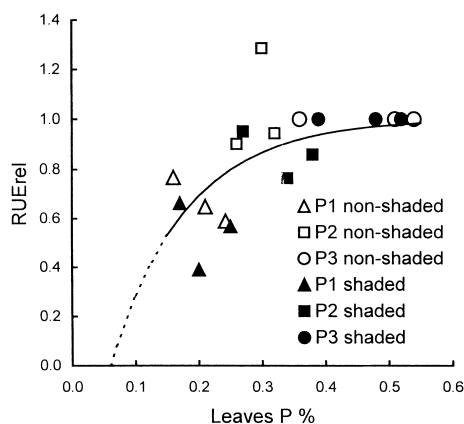 1.4
1.2
1.0
0.8
0.6
0.4
0.2
0.0
RUErel
P1 non-shaded
P2 non-shaded
P3 non-shaded
P1 shaded
P2 shaded
P3 shaded
0.0 0.1 0.2 0.3 0.4 0.5 0.6
Leaves P %